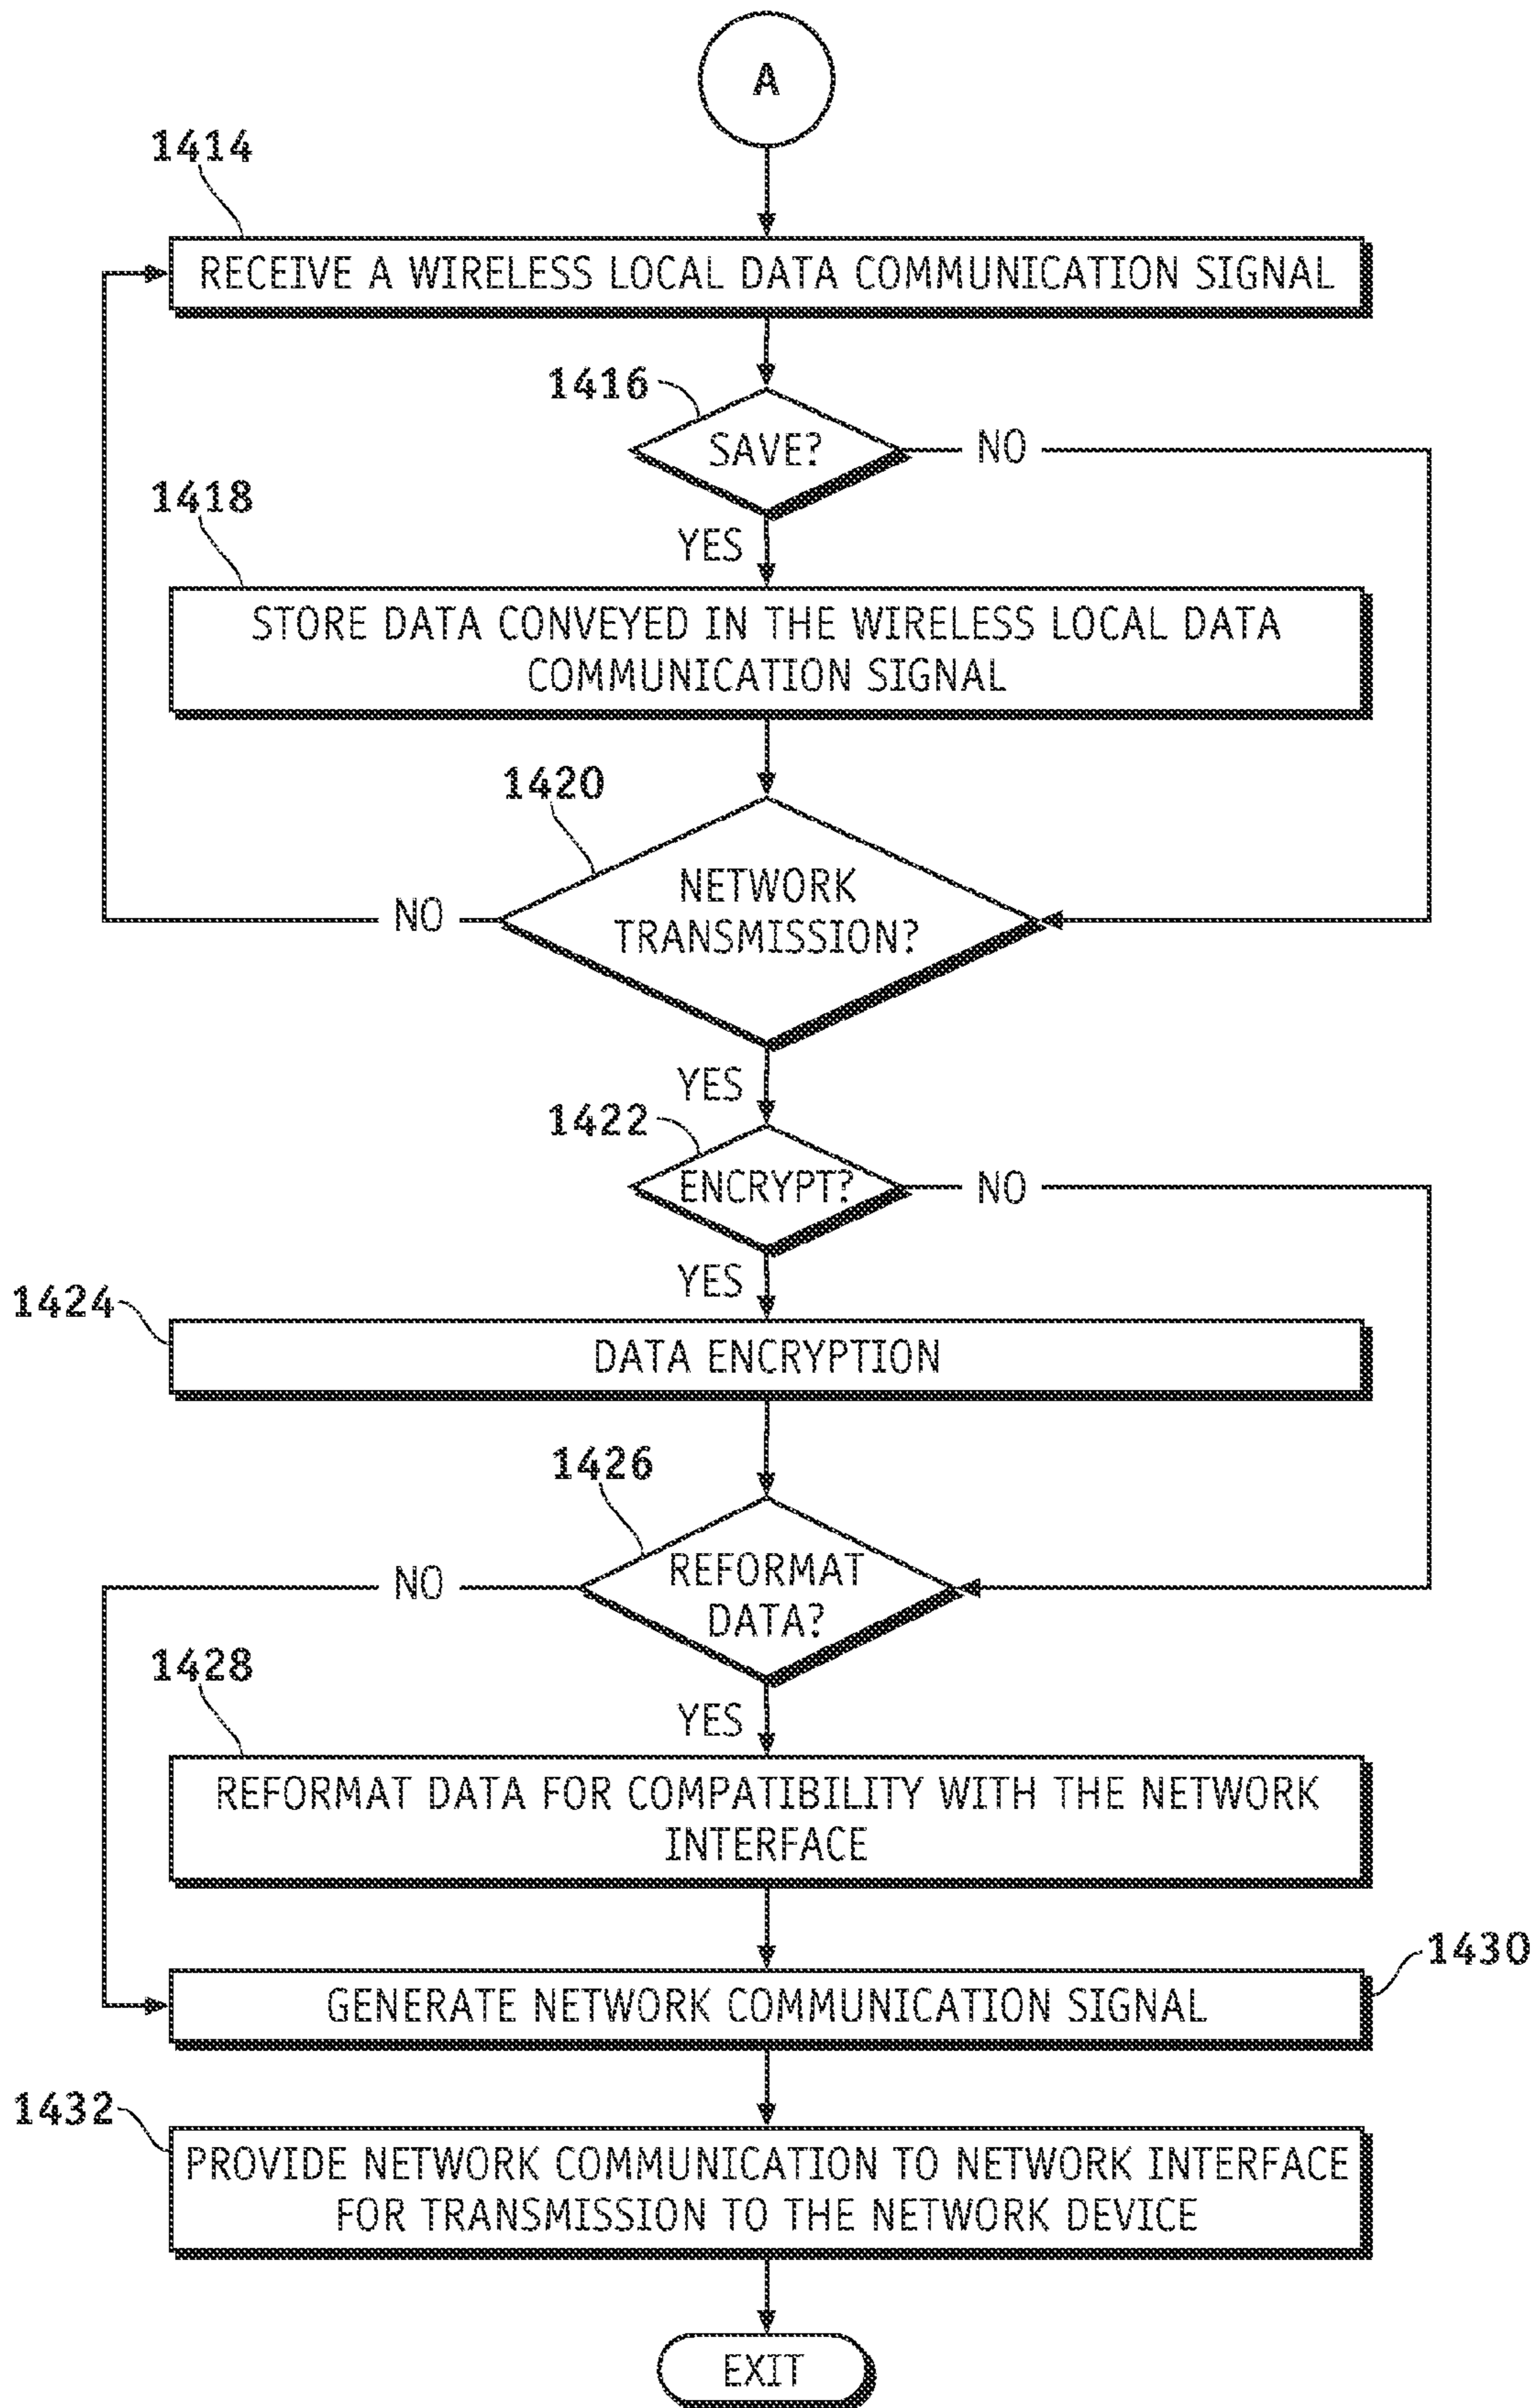 A
1414
RECEIVE A WIRELESS LOCAL DATA COMMUNICATION SIGNAL
1416
SAVE?
NO
1418
YES
STORE DATA CONVEYED IN THE WIRELESS LOCAL DATA
COMMUNICATION SIGNAL
1420
NETWORK
TRANSMISSION?
NO
YES
1422
ENCRYPT?
NO
YES
1424
DATA ENCRYPTION
1426
REFORMAT
DATA?
NO
1428
YES
REFORMAT DATA FOR COMPATIBILITY WITH THE NETWORK
INTERFACE
1430
GENERATE NETWORK COMMUNICATION SIGNAL
1432
PROVIDE NETWORK COMMUNICATION TO NETWORK INTERFACE
FOR TRANSMISSION TO THE NETWORK DEVICE
EXIT